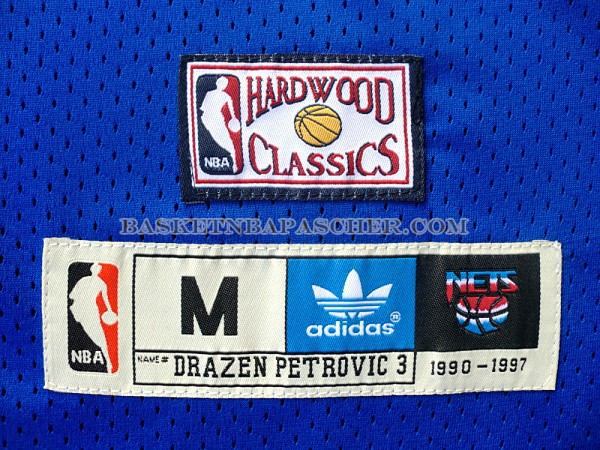 HARDWOOD
NBA
CLASSICS
BASKETNBAPASCHER.COM
NBA
M
adidas®
NETS
NAME# DRAZEN PETROVIC 3
1990-1997